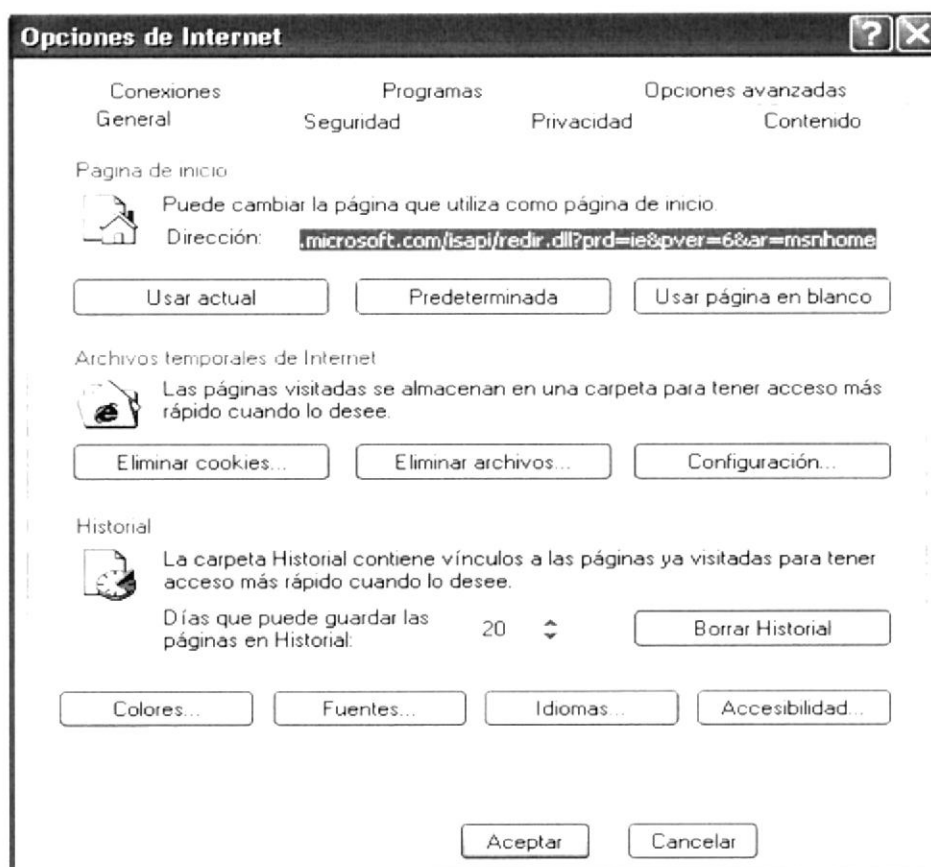 Opciones de Internet
Conexiones Programas Opciones avanzadas
General Seguridad Privacidad Contenido
Pagina de inicio
Puede cambiar la página que utiliza como página de inicio.
Dirección: .microsoft.com/isapi/redir.dll?prd=ie&pver=6&ar=msnhome
Usar actual Predeterminada Usar página en blanco
Archivos temporales de Internet
Las páginas visitadas se almacenan en una carpeta para tener acceso más
rápido cuando lo desee.
Eliminar cookies... Eliminar archivos... Configuración...
Historial
La carpeta Historial contiene vínculos a las páginas ya visitadas para tener
acceso más rápido cuando lo desee.
Días que puede guardar las
páginas en Historial: 20 Borrar Historial
Colores... Fuentes... Idiomas... Accesibilidad...
Aceptar Cancelar